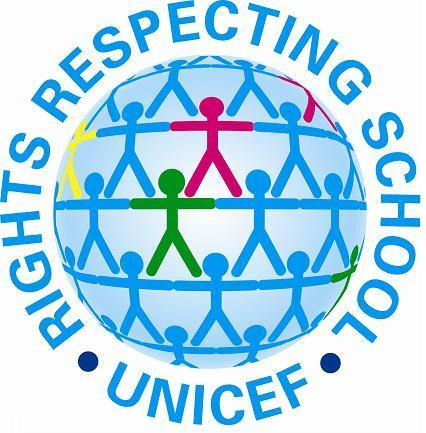 RIGHTS RESPECTING SCHOOL
• UNICEF •